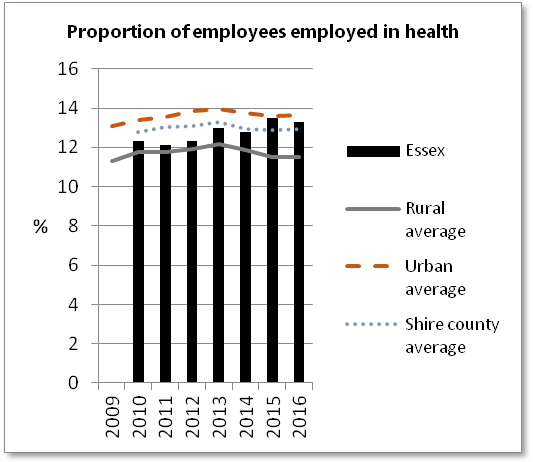 Proportion of employees employed in health
16
14
12
10
8
6
4
2
0
%
2009
2010
2011
2012
2013
2014
2015
2016
Essex
Rural
average
Urban
average
Shire county
average